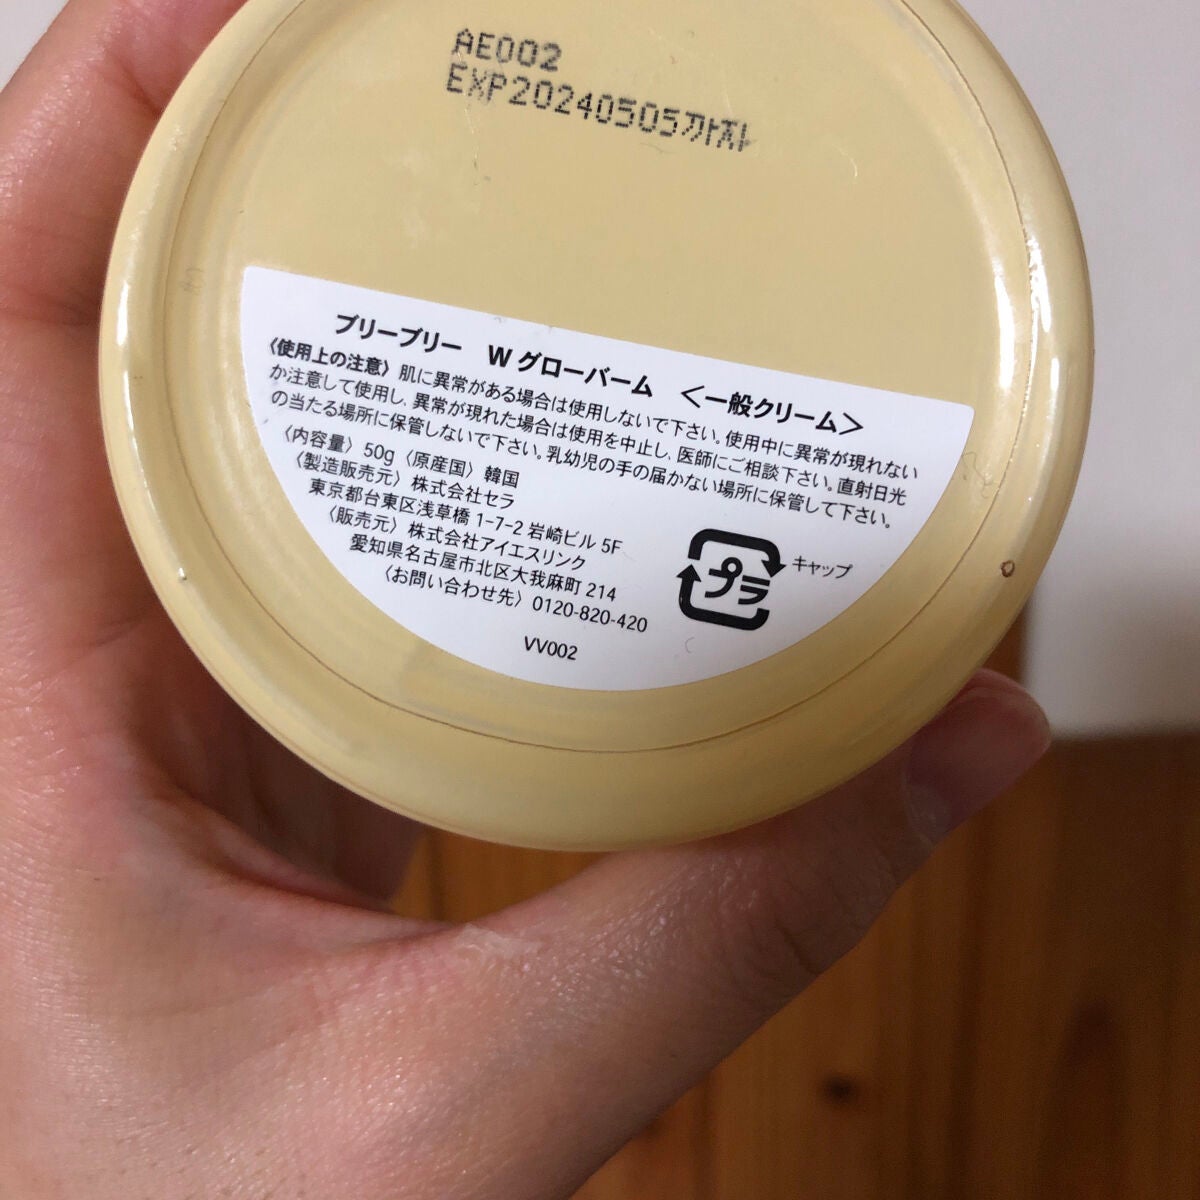 AE002
EXP20240505까지
ブリーブリー W グローバーム <一般クリーム>
〈使用上の注意〉肌に異常がある場合は使用しないで下さい。使用中に異常が現れない
か注意して使用し、異常が現れた場合は使用を中止し、医師にご相談下さい。直射日光
の当たる場所に保管しないで下さい。乳幼児の手の届かない場所に保管して下さい。
〈内容量〉50g〈原産国〉韓国
〈製造販売元〉株式会社セラ
東京都台東区浅草橋 1-7-2 岩崎ビル 5F
〈販売元〉株式会社アイエスリンク
愛知県名古屋市北区大我麻町 214
〈お問い合わせ先〉0120-820-420
VV002
プラ
キャップ